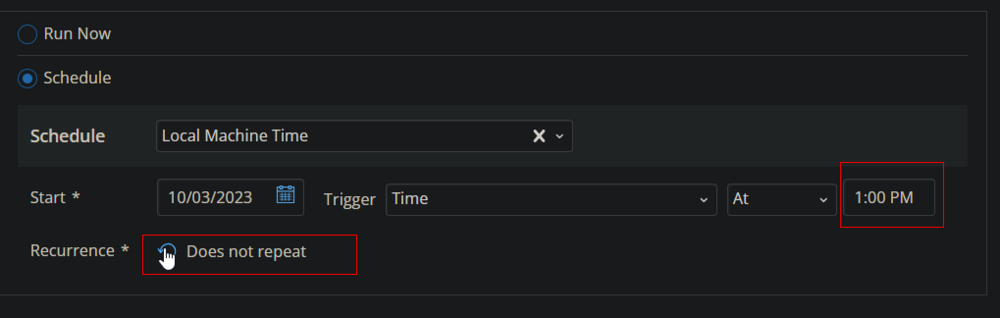 Run Now
Schedule
Schedule Local Machine Time
Start * 10/03/2023 Trigger Time At 1:00 PM
Recurrence * Does not repeat